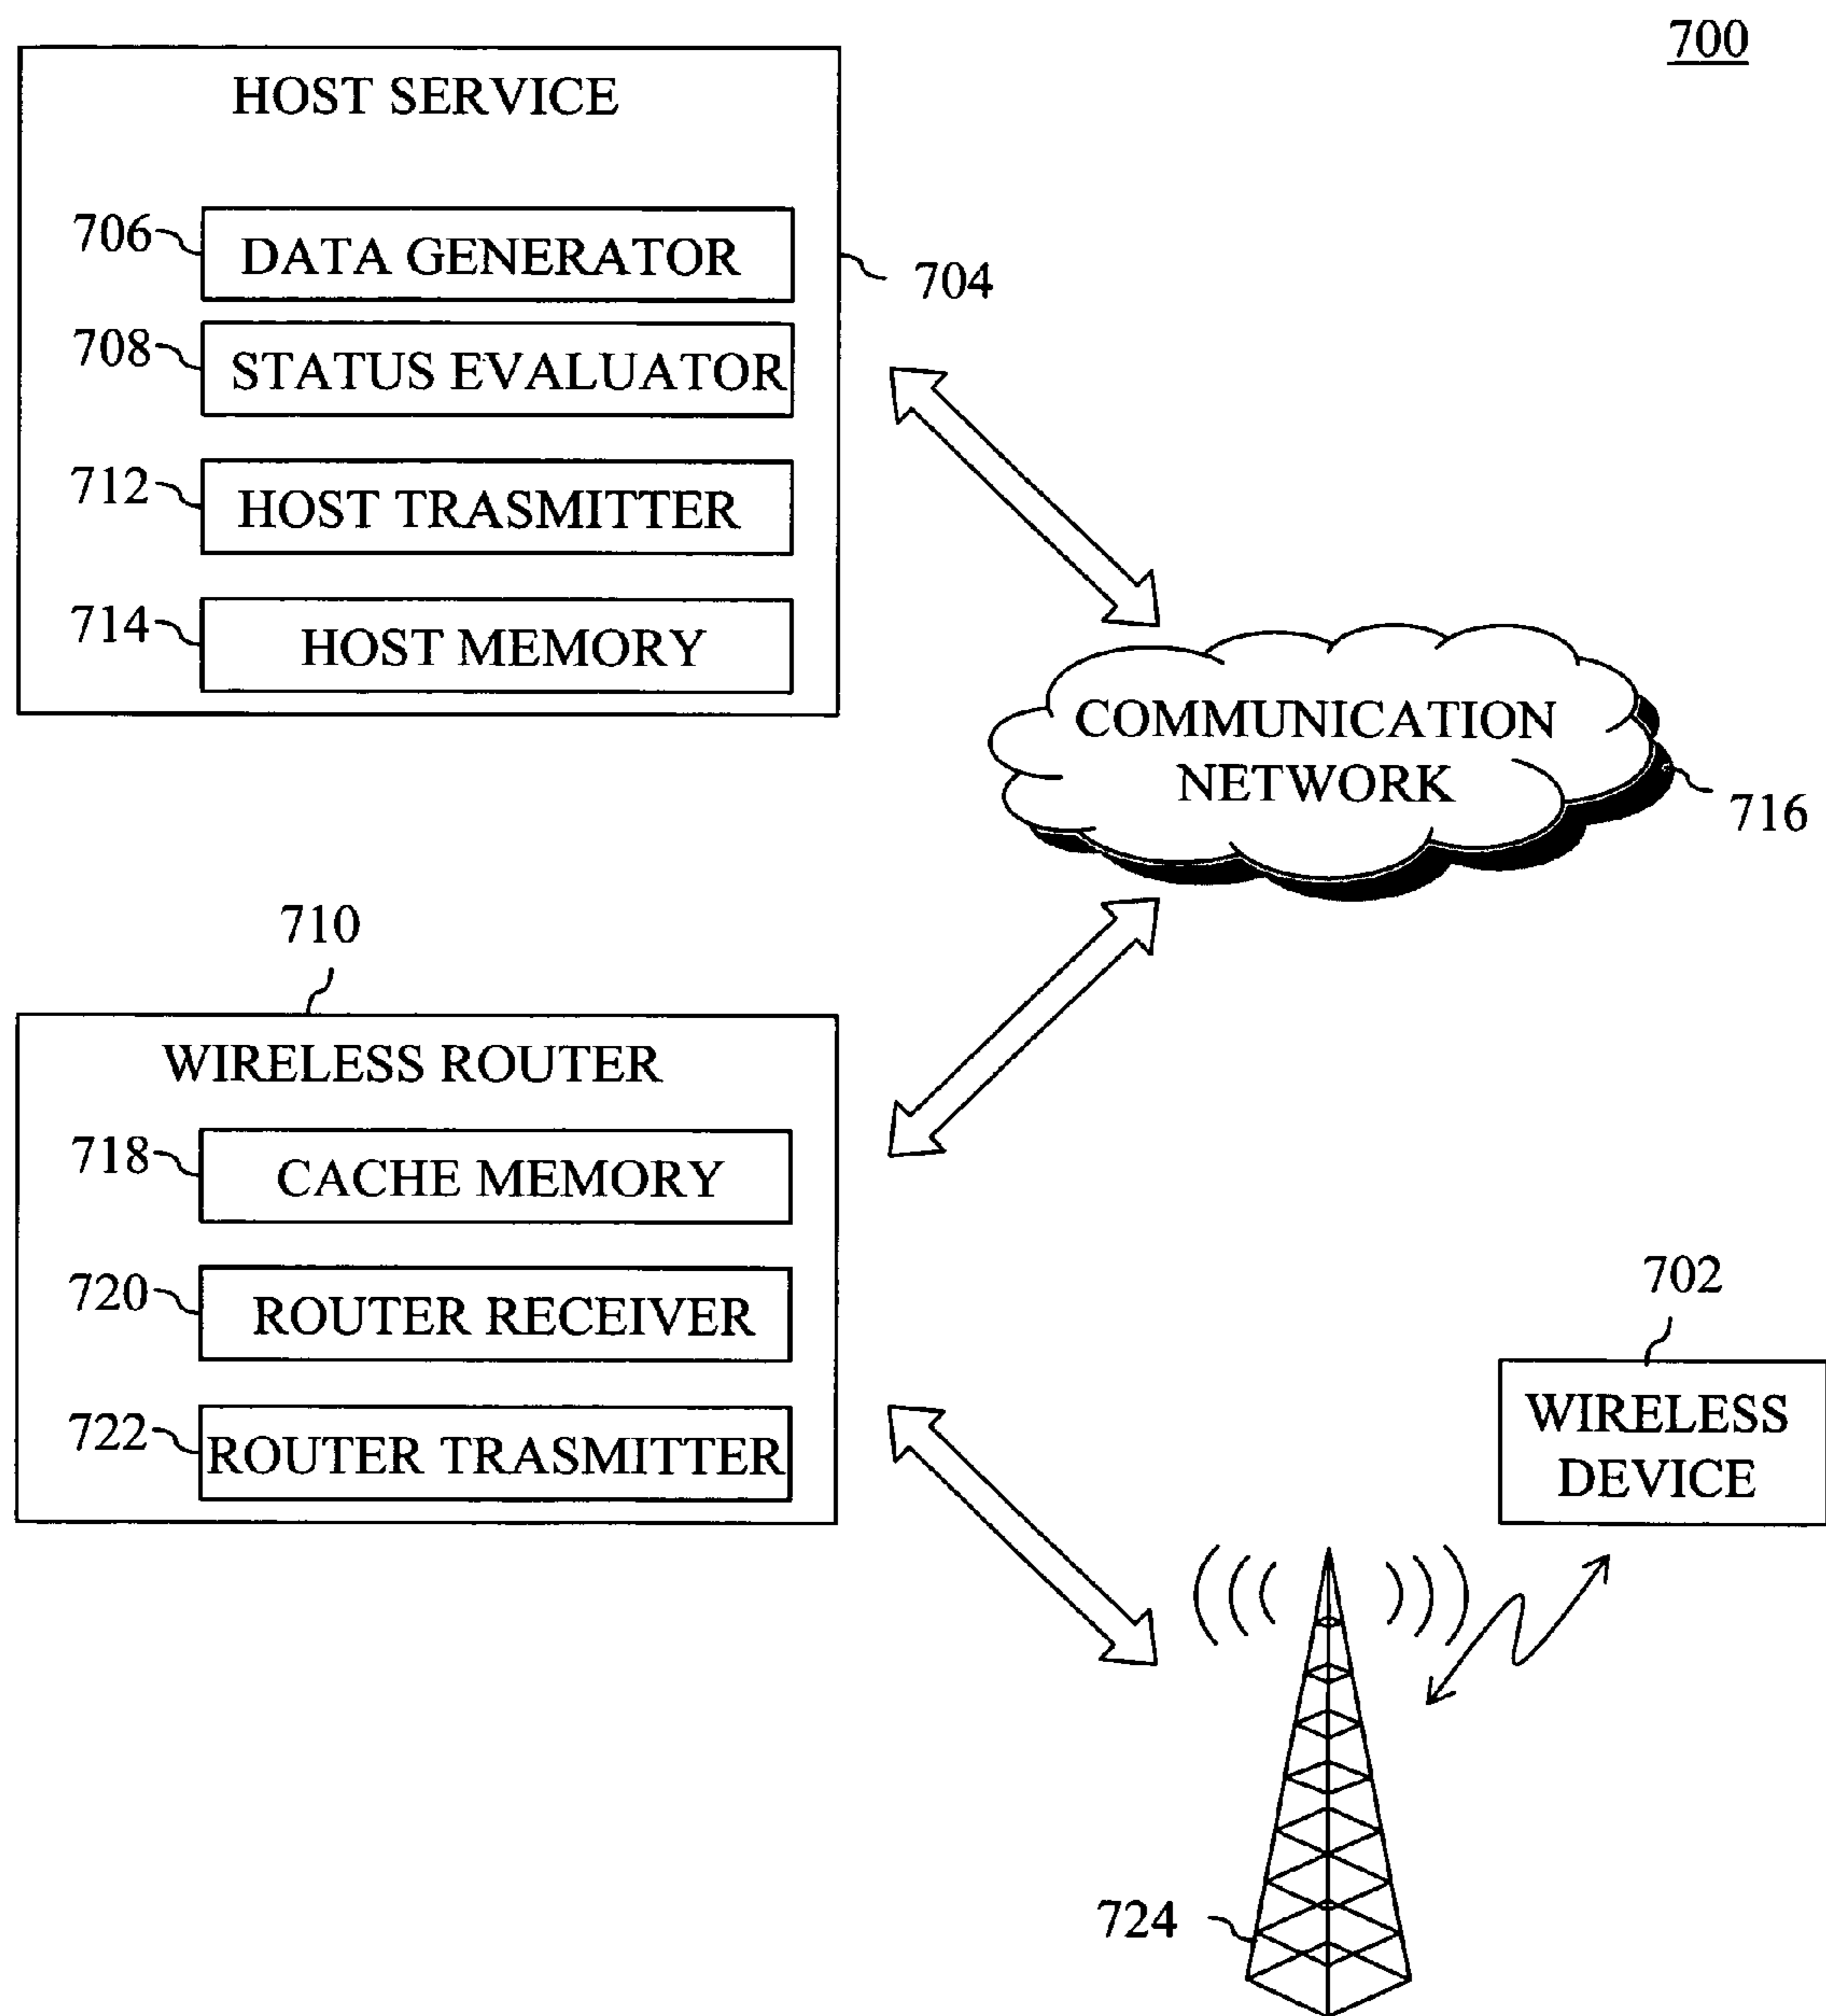 700
HOST SERVICE
706
DATA GENERATOR
704
708
STATUS EVALUATOR
712
HOST TRASMITTER
714
HOST MEMORY
COMMUNICATION
NETWORK
716
710
WIRELESS ROUTER
718
CACHE MEMORY
720
ROUTER RECEIVER
722
ROUTER TRASMITTER
702
WIRELESS
DEVICE
724